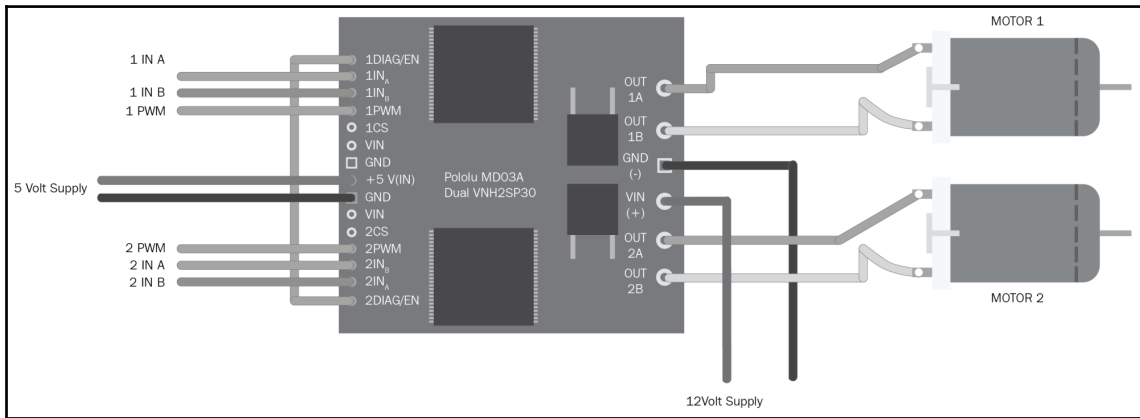 1 IN A
1 IN B
1 PWM
5 Volt Supply
2 PWM
2 IN A
2 IN B
1DIAG/EN
1INA
1INB
1PWM
1CS
VIN
GND
+5 V(IN)
GND
VIN
2CS
2PWM
2INB
2INA
2DIAG/EN
Pololu MD03A
Dual VNH2SP30
OUT
1A
OUT
1B
GND
(-)
VIN
(+)
OUT
2A
OUT
2B
MOTOR 1
MOTOR 2
12Volt Supply